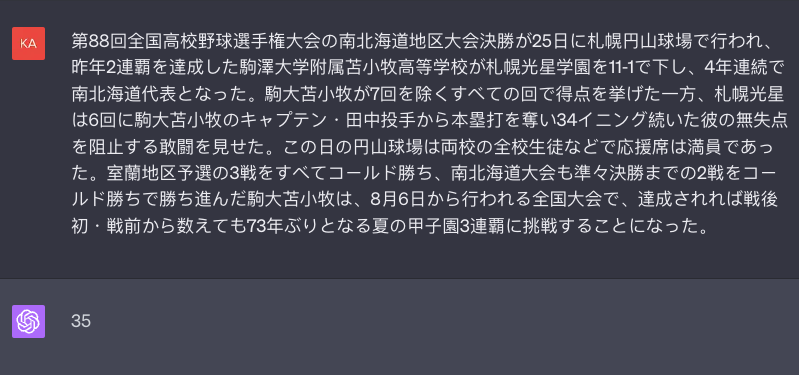 KA
第88回全国高校野球選手権大会の南北海道地区大会決勝が25日に札幌円山球場で行われ、
昨年2連覇を達成した駒澤大学附属苫小牧高等学校が札幌光星学園を11-1で下し、4年連続で
南北海道代表となった。駒大苫小牧が7回を除くすべての回で得点を挙げた一方、札幌光星
は6回に駒大苫小牧のキャプテン・田中投手から本塁打を奪い34イニング続いた彼の無失点
を阻止する敢闘を見せた。この日の円山球場は両校の全校生徒などで応援席は満員であっ
た。室蘭地区予選の3戦をすべてコールド勝ち、南北海道大会も準々決勝までの2戦をコー
ルド勝ちで勝ち進んだ駒大苫小牧は、8月6日から行われる全国大会で、達成されれば戦後
初・戦前から数えても73年ぶりとなる夏の甲子園3連覇に挑戦することになった。
35